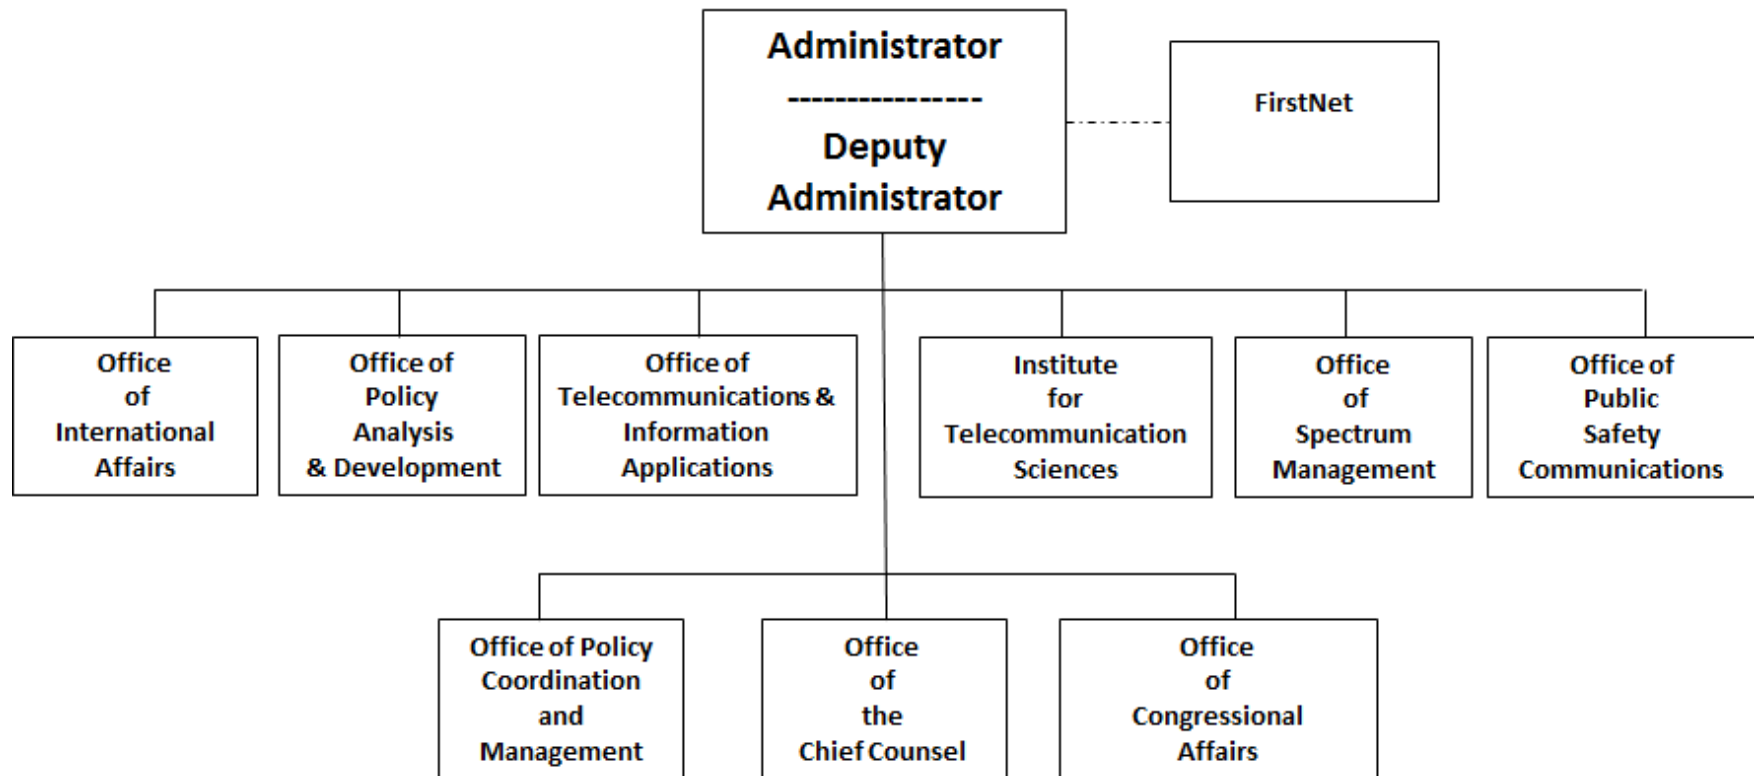 Administrator
----------------
Deputy
Administrator
FirstNet
Office
of
International
Affairs
Office of
Policy
Analysis
& Development
Office of
Telecommunications &
Information
Applications
Institute
for
Telecommunication
Sciences
Office
of
Spectrum
Management
Office of
Public
Safety
Communications
Office of Policy
Coordination
and
Management
Office
of
the
Chief Counsel
Office
of
Congressional
Affairs